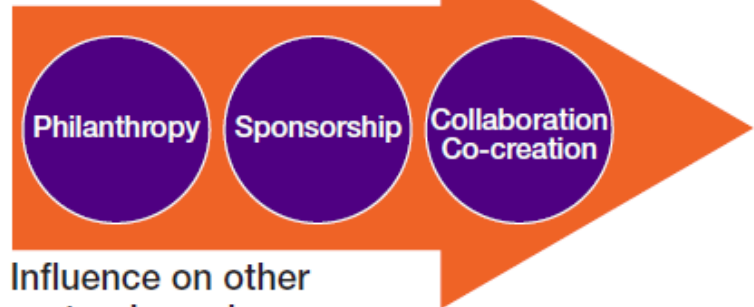 Philanthropy
Sponsorship
Collaboration
Co-creation
Influence on other